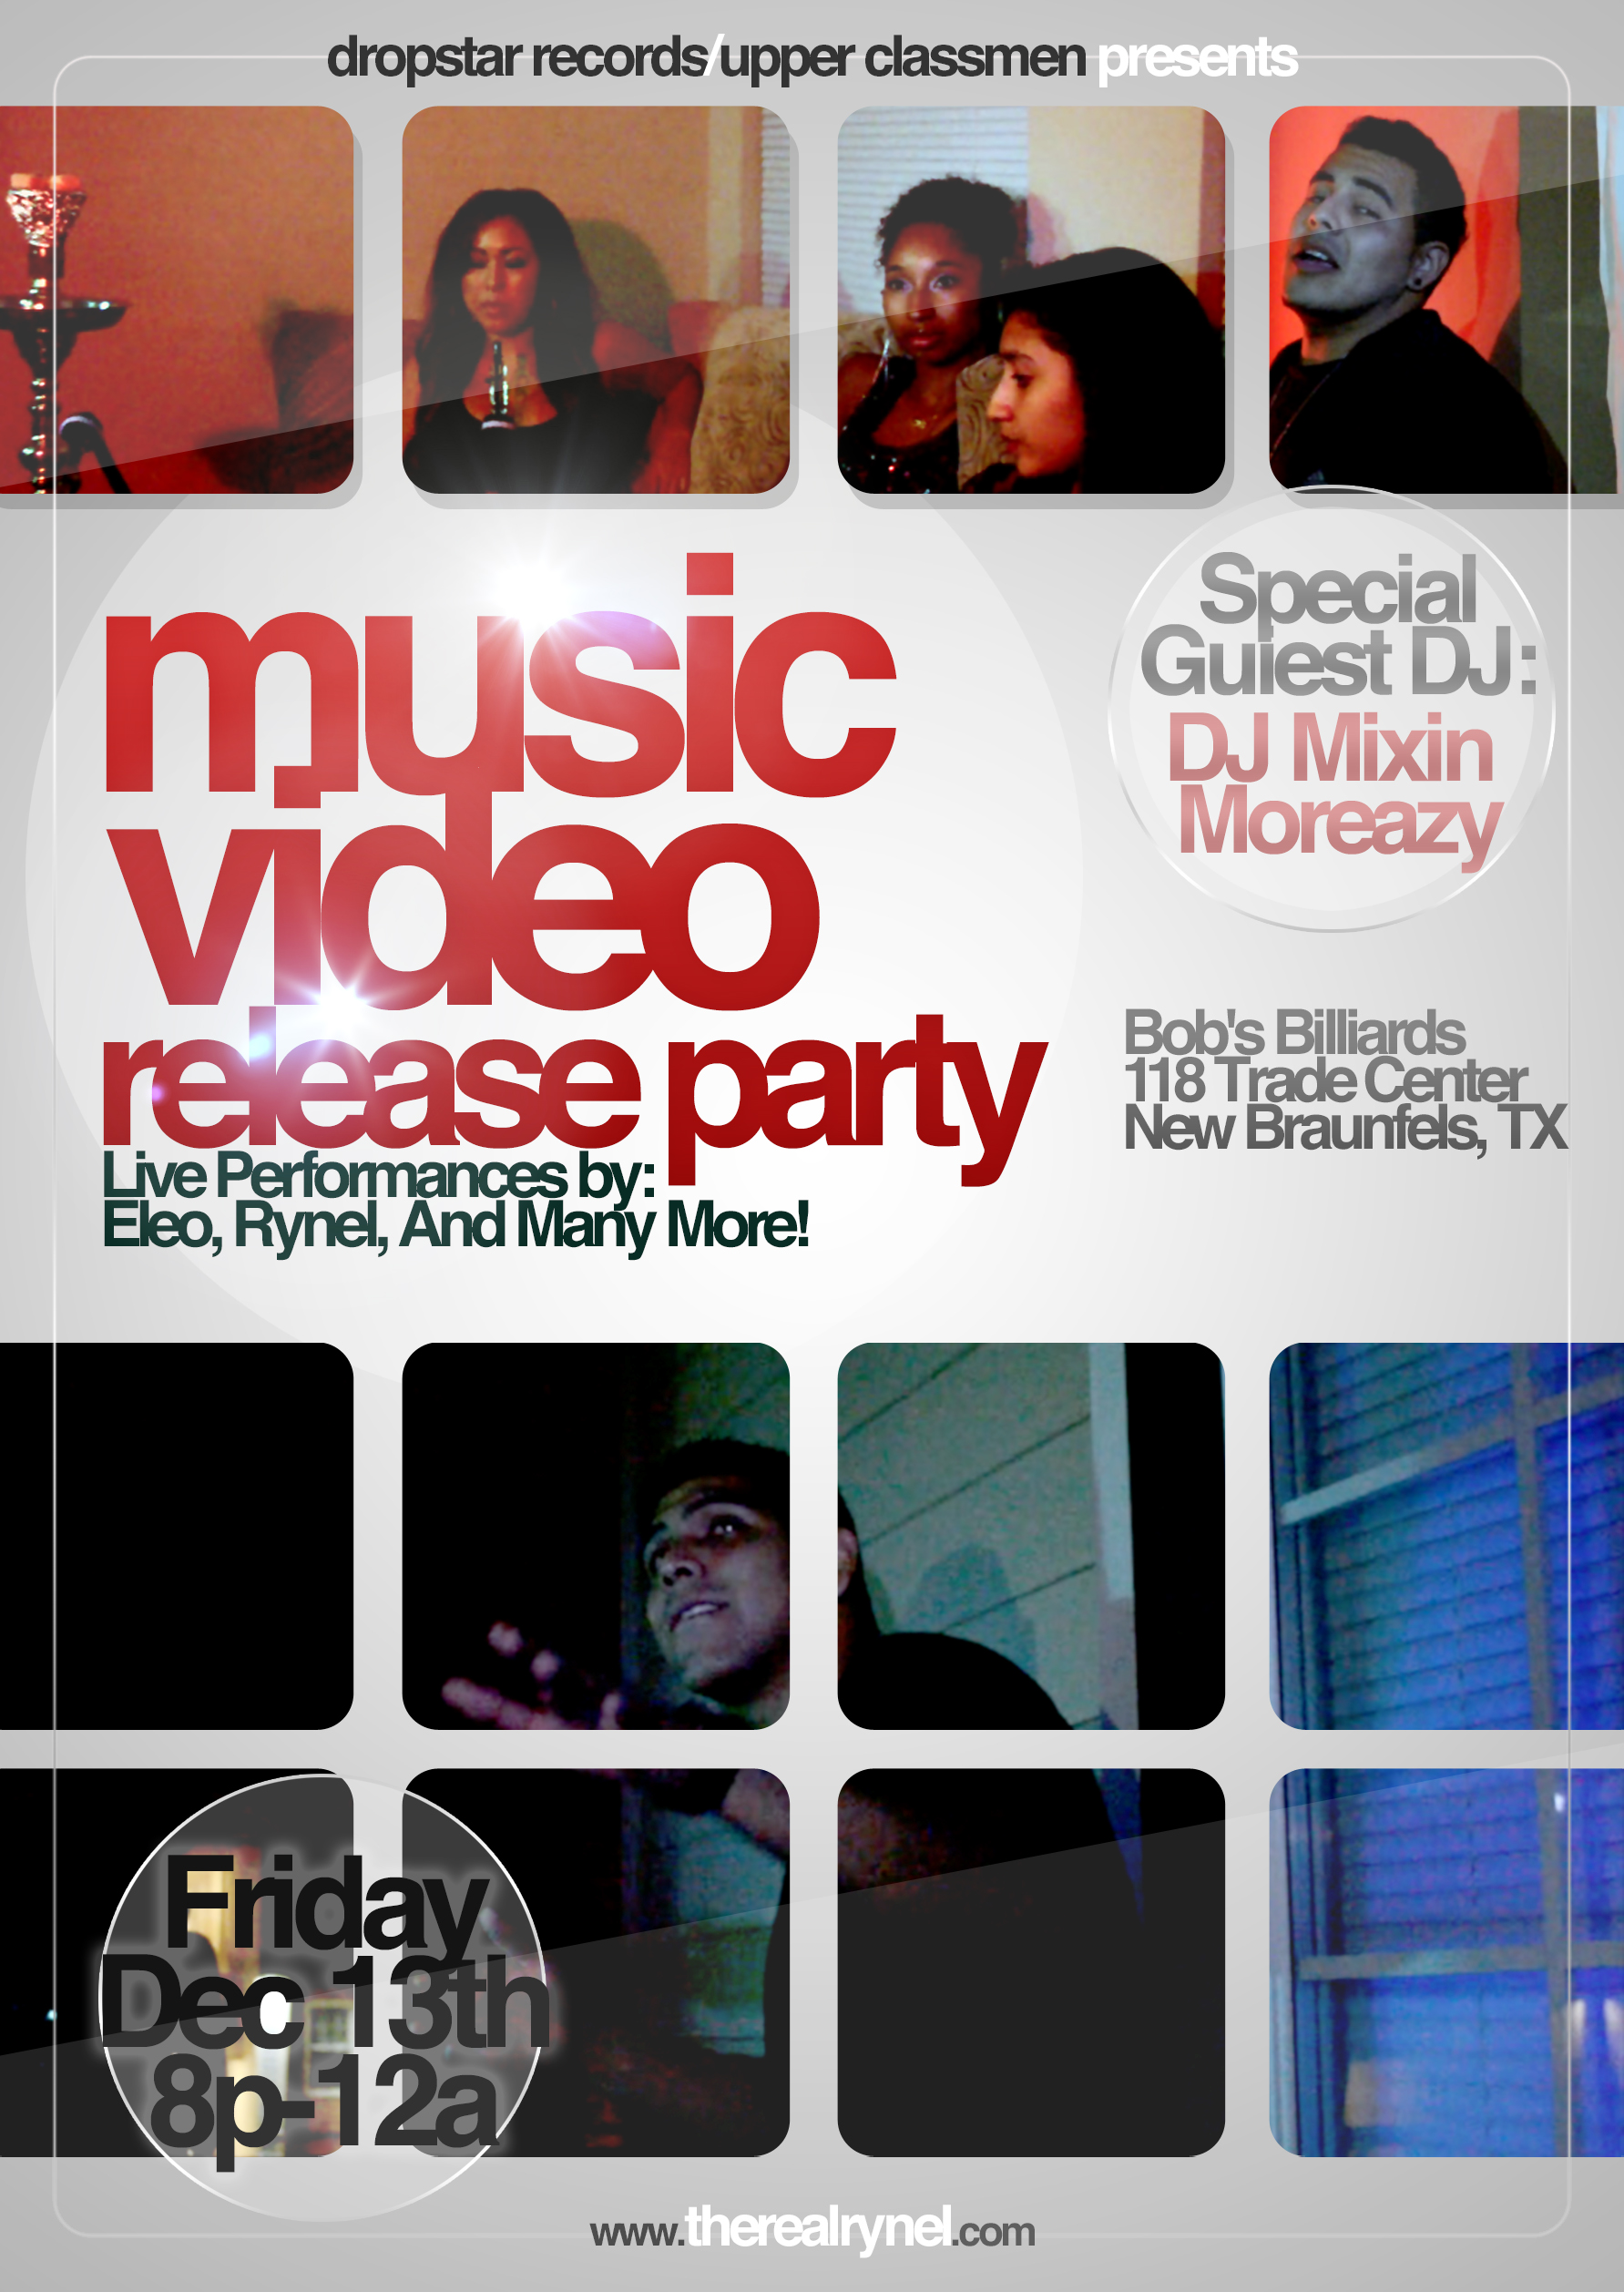 dropstar records/upper classmen presents
music
video
release party
Live Performances by:
Eleo, Rynel, And Many More!
Special
Guiest DJ:
DJ Mixin
Moreazy
Bob's Billiards
118 Trade Center
New Braunfels, TX
Friday
Dec 13th
8p-12a
www.therealrynel.com